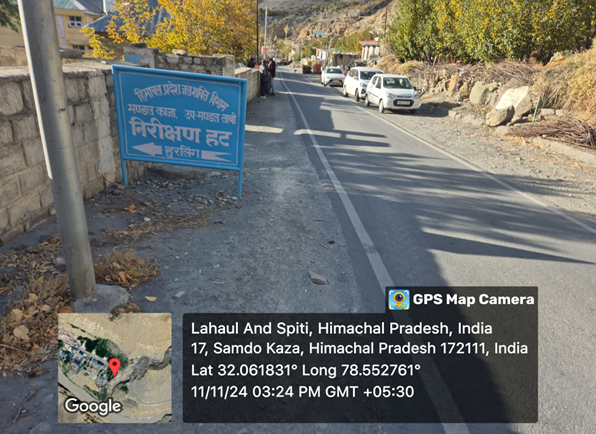 हिमाचल प्रदेश जलशक्ति विभाग
मण्डल काजा, उप-मण्डल ताबो
निरीक्षण हट
हुरलिंग
GPS Map Camera
Lahaul And Spiti, Himachal Pradesh, India
17, Samdo Kaza, Himachal Pradesh 172111, India
Lat 32.061831° Long 78.552761°
11/11/24 03:24 PM GMT +05:30
Google